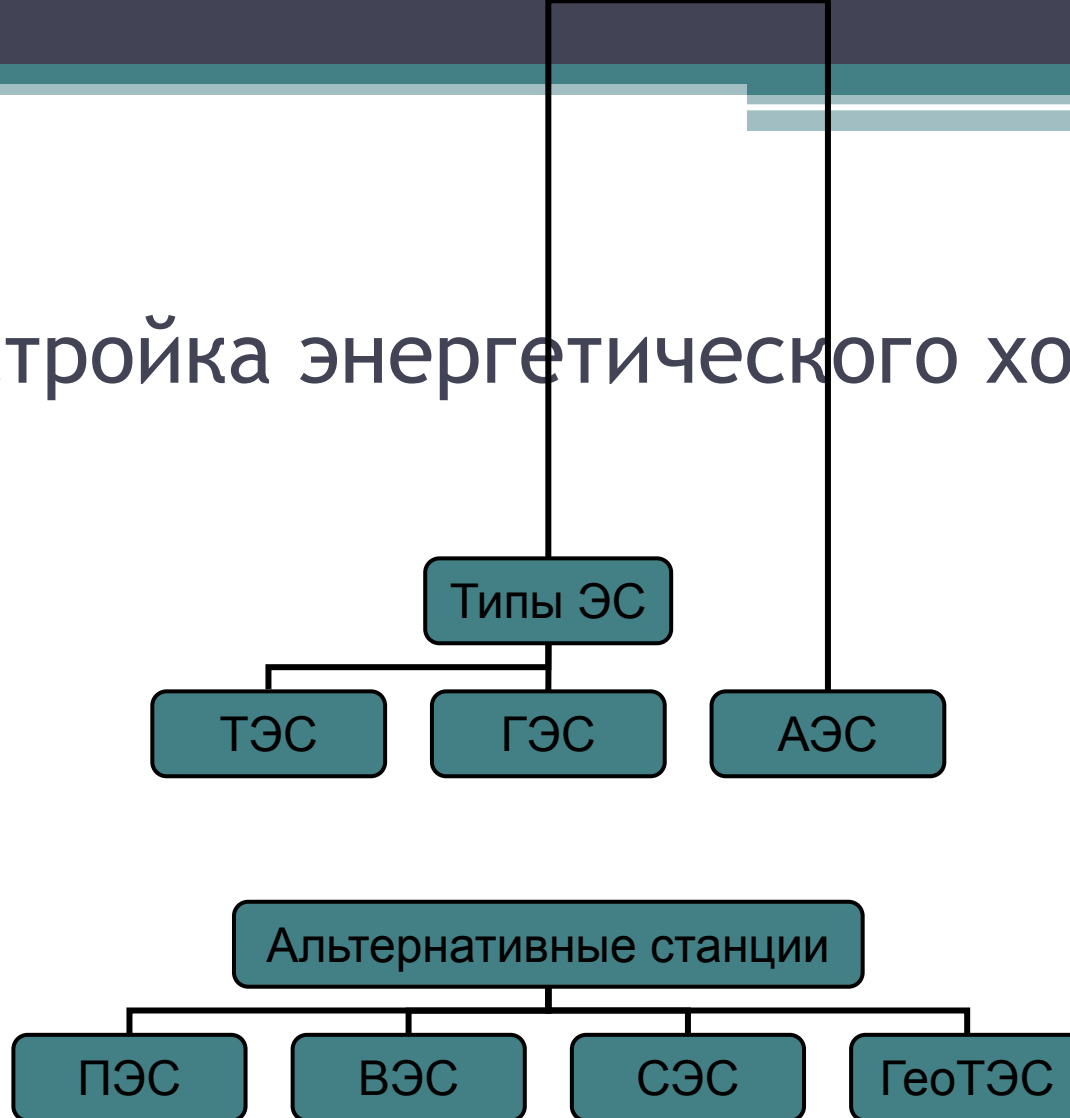 тройка энергетического хо
Типы ЭС
ТЭС ГЭС АЭС
Альтернативные станции
ПЭС ВЭС СЭС ГеоТЭС